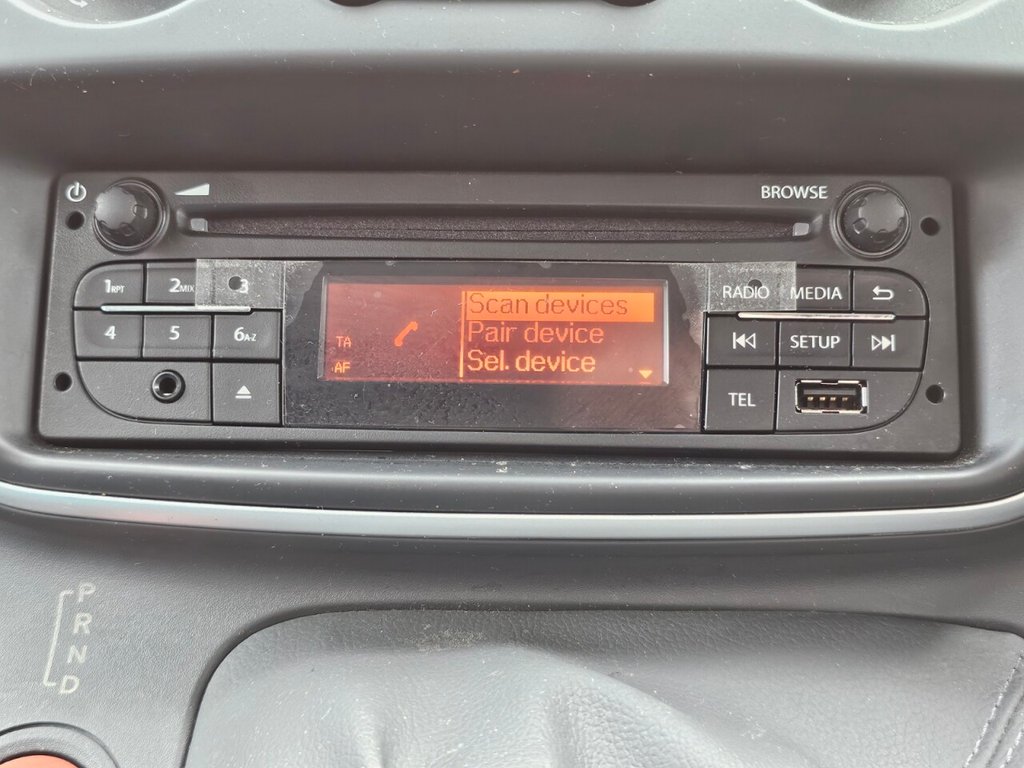 BROWSE
1RPT 2MIX 3
4 5 6A-Z
Scan devices
Pair device
Sel. device
TA
AF
RADIO MEDIA
SETUP
TEL
P
R
N
D